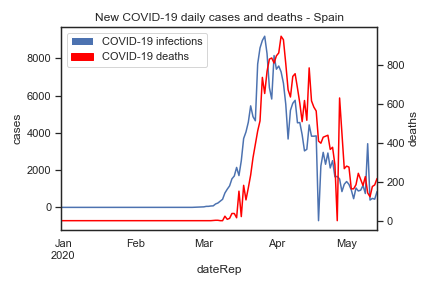 New COVID-19 daily cases and deaths - Spain
COVID-19 infections
COVID-19 deaths
8000
6000
4000
2000
0
cases
800
600
400
200
0
deaths
Jan Feb Mar Apr May
2020
dateRep